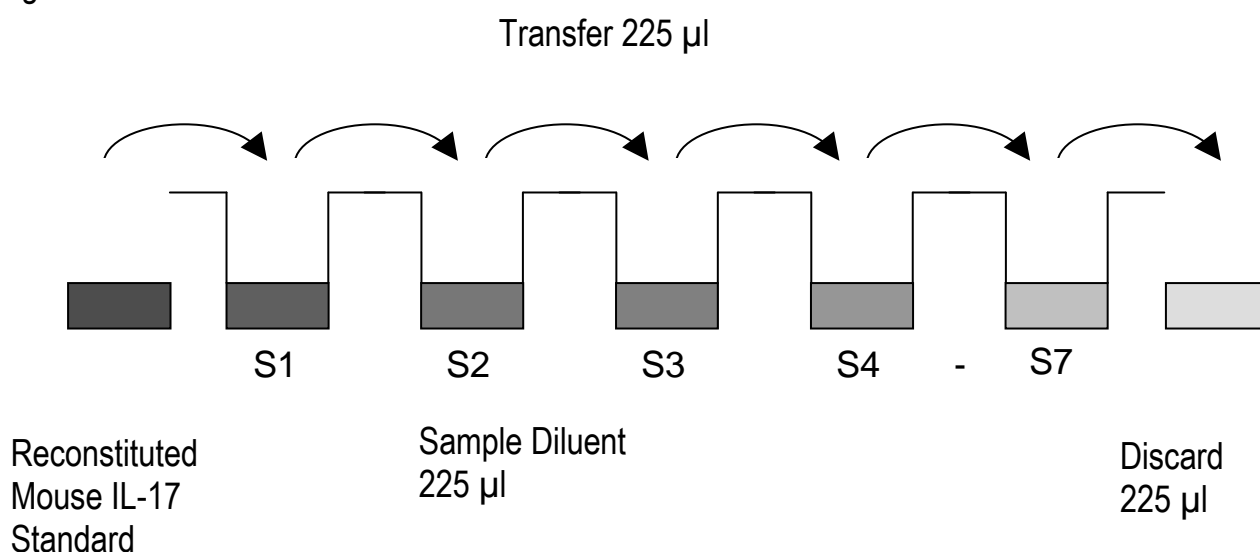 Transfer 225 µl
S1 S2 S3 S4 - S7
Reconstituted
Mouse IL-17
Standard
Sample Diluent
225 µl
Discard
225 µl